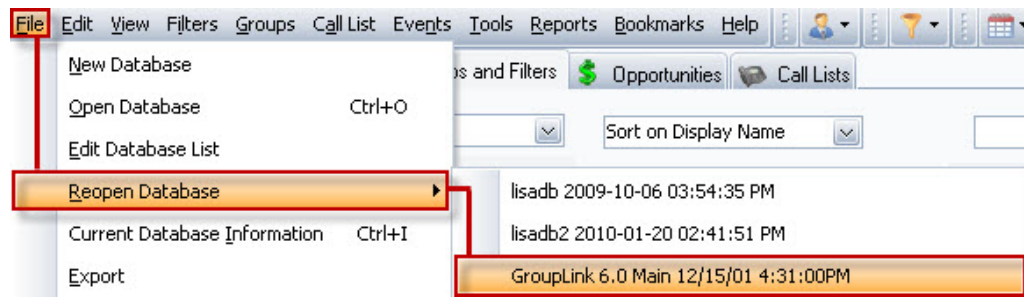 File Edit View Filters Groups Call List Events Tools Reports Bookmarks Help
New Database
and Filters Opportunities Call Lists
Open Database Ctrl+O
Sort on Display Name
Edit Database List
Reopen Database
lisadb 2009-10-06 03:54:35 PM
Current Database Information Ctrl+I
lisadb2 2010-01-20 02:41:51 PM
Export
GroupLink 6.0 Main 12/15/01 4:31:00PM